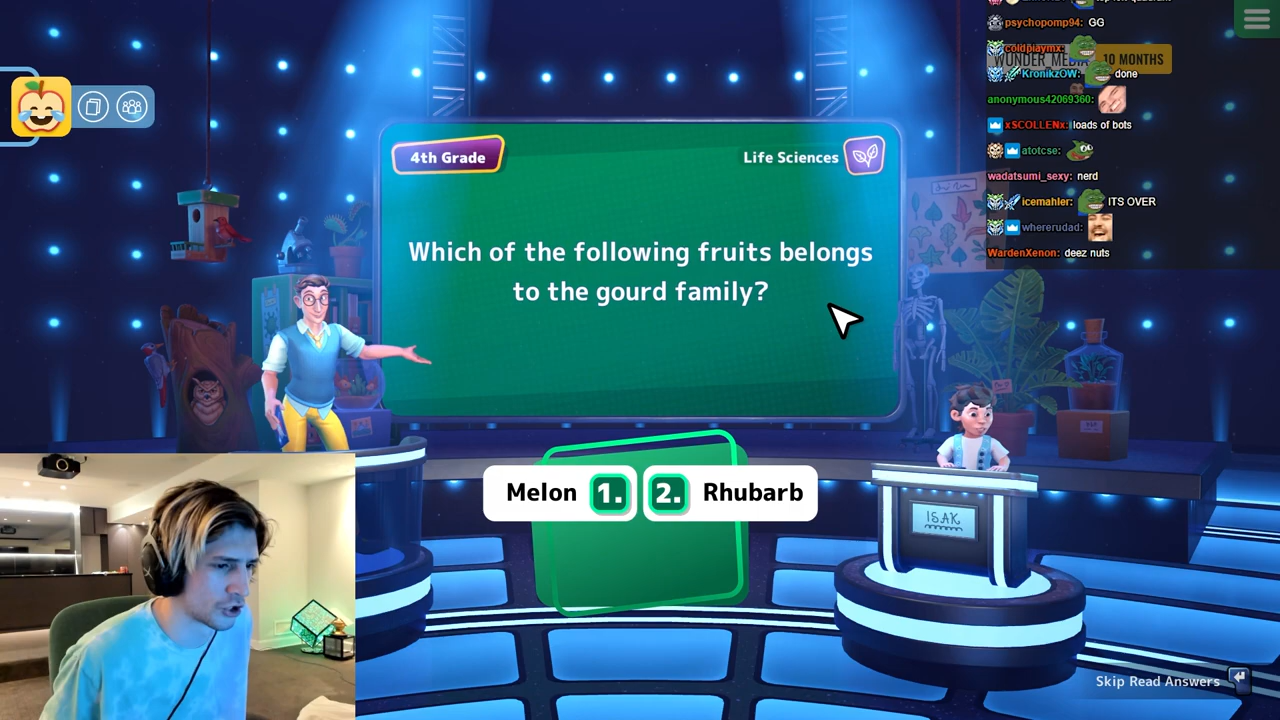 psychopomp94: GG
coldplaymx:
WUNDER_MEDIA 10 MONTHS
KronikzOW: done
anonymous42069360:
xSCOLLENx: loads of bots
atotcse:
wadatsumi_sexy: nerd
icemahler: ITS OVER
whererudad:
WardenXenon: deez nuts
4th Grade
Life Sciences
Which of the following fruits belongs
to the gourd family?
Melon 1. 2. Rhubarb
ISAK
Skip Read Answers